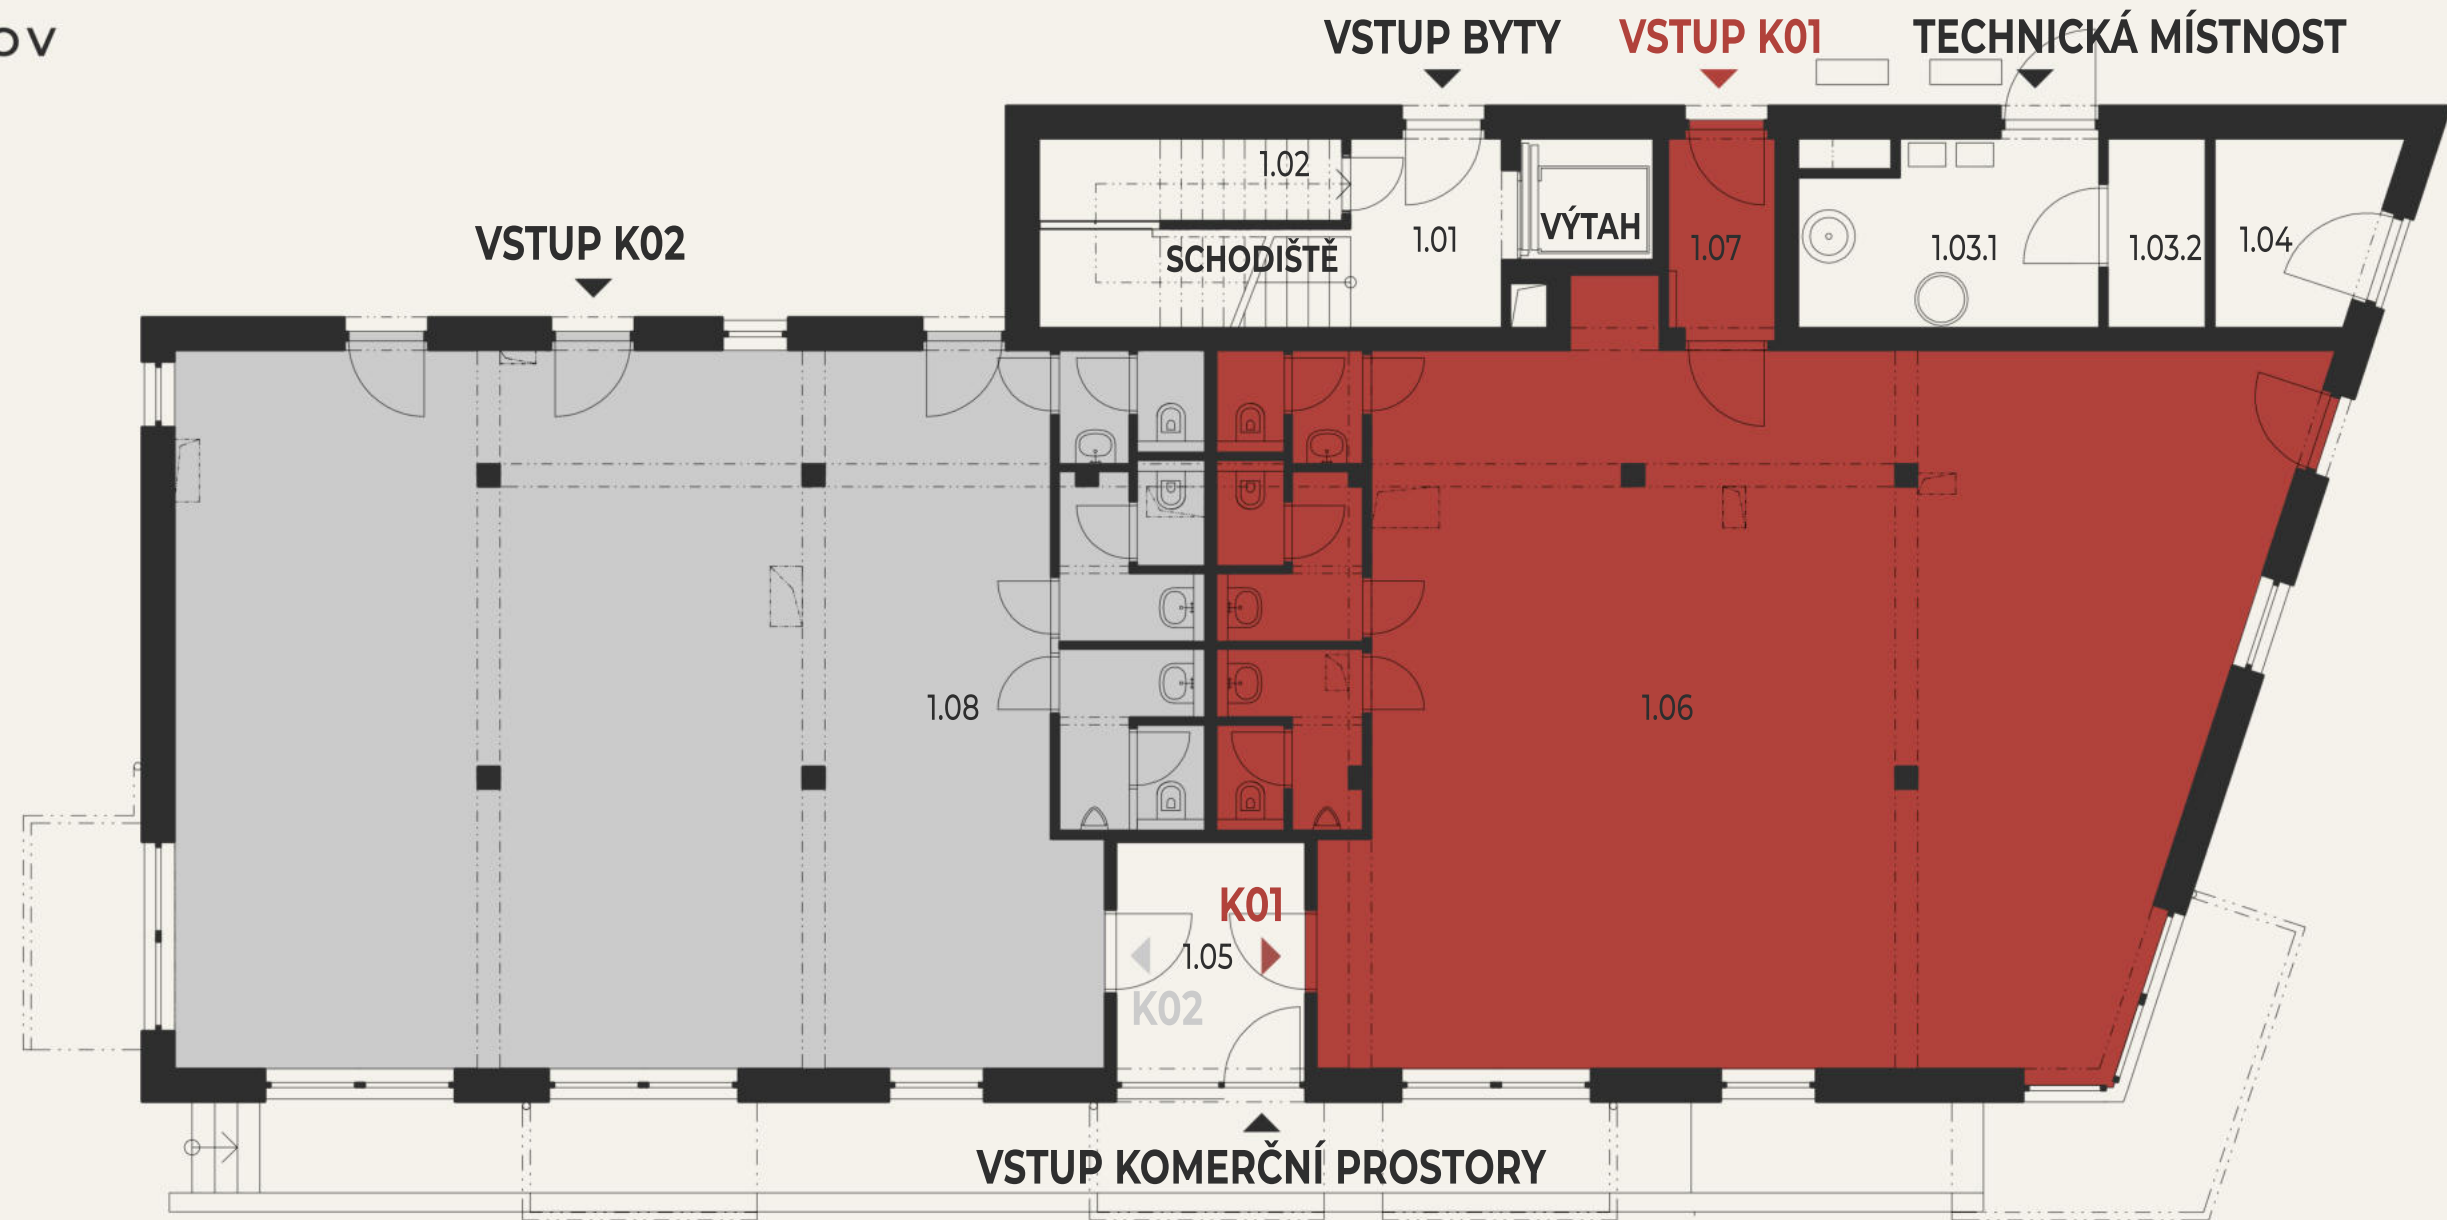 OV
VSTUP BYTY
VSTUP K01
TECHNICKÁ MÍSTNOST
1.02
VSTUP K02
VÝTAH
1.01
1.07
1.03.1
1.03.2
1.04
SCHODIŠTĚ
1.08
1.06
K01
1.05
K02
VSTUP KOMERČNÍ PROSTORY